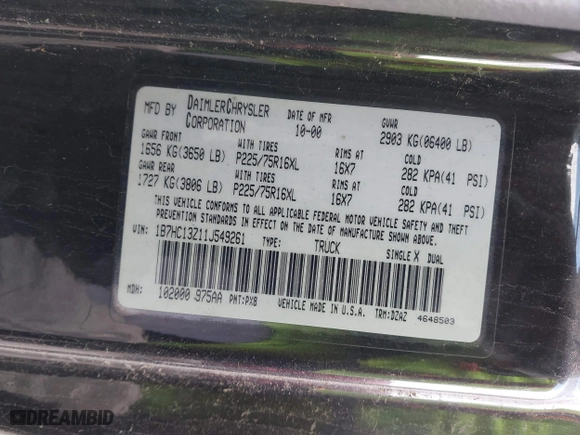 MFD BY DAIMLERCHRYSLER CORPORATION DATE OF MFR 10-00 GVWR 2903 KG(06400 LB)
GAWR FRONT WITH TIRES RIMS AT COLD
1656 KG(3650 LB) P225/75R16XL 16X7 282 KPA(41 PSI)
GAWR REAR WITH TIRES RIMS AT COLD
1727 KG(3806 LB) P225/75R16XL 16X7 282 KPA(41 PSI)
THIS VEHICLE CONFORMS TO ALL APPLICABLE FEDERAL MOTOR VEHICLE SAFETY AND THEFT
PREVENTION STANDARDS IN EFFECT ON THE DATE OF MANUFACTURE SHOWN ABOVE.
VIN: 1B7HC13Z11J549261 TYPE: TRUCK SINGLE X DUAL
MDH: 102000 975AA PNT:PXB VEHICLE MADE IN U.S.A. TRM:DZAZ 4648503
DREAMBID